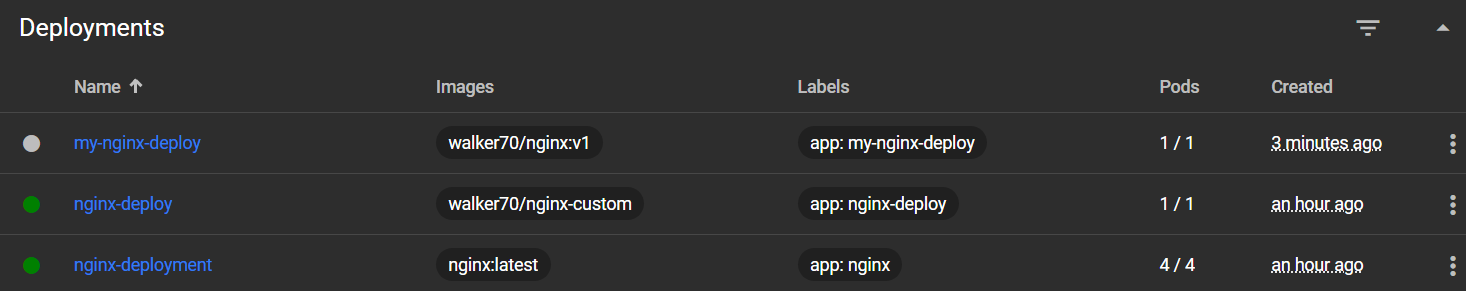 Deployments
Name Images Labels Pods Created
my-nginx-deploy walker70/nginx:v1 app: my-nginx-deploy 1 / 1 3 minutes ago
nginx-deploy walker70/nginx-custom app: nginx-deploy 1 / 1 an hour ago
nginx-deployment nginx:latest app: nginx 4 / 4 an hour ago